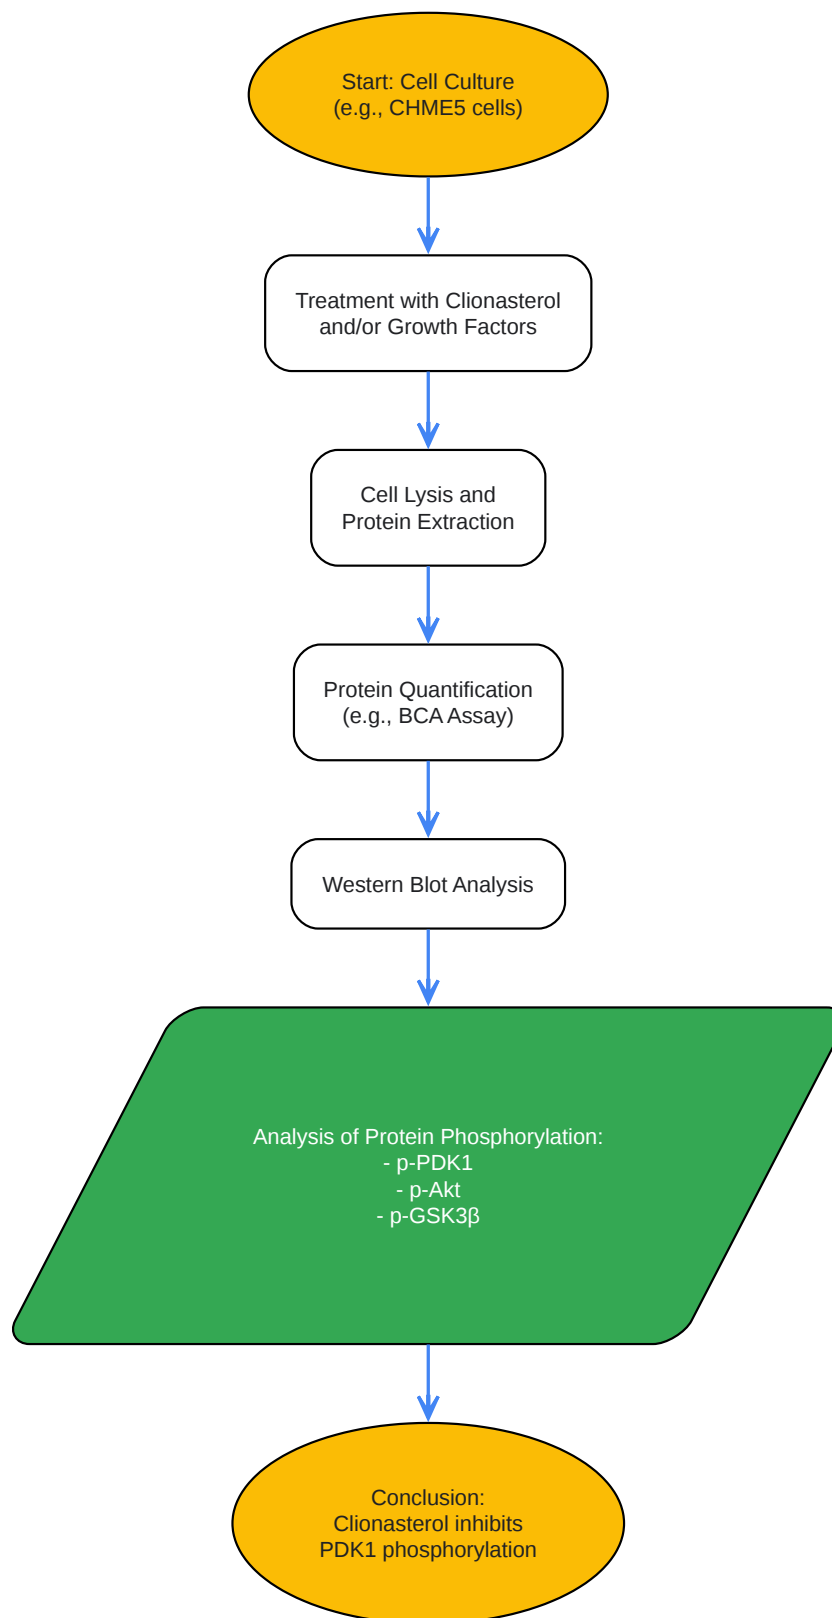 Start: Cell Culture
(e.g., CHME5 cells)
Treatment with Clionasterol
and/or Growth Factors
Cell Lysis and
Protein Extraction
Protein Quantification
(e.g., BCA Assay)
Western Blot Analysis
Analysis of Protein Phosphorylation:
- p-PDK1
- p-Akt
- p-GSK3β
Conclusion:
Clionasterol inhibits
PDK1 phosphorylation